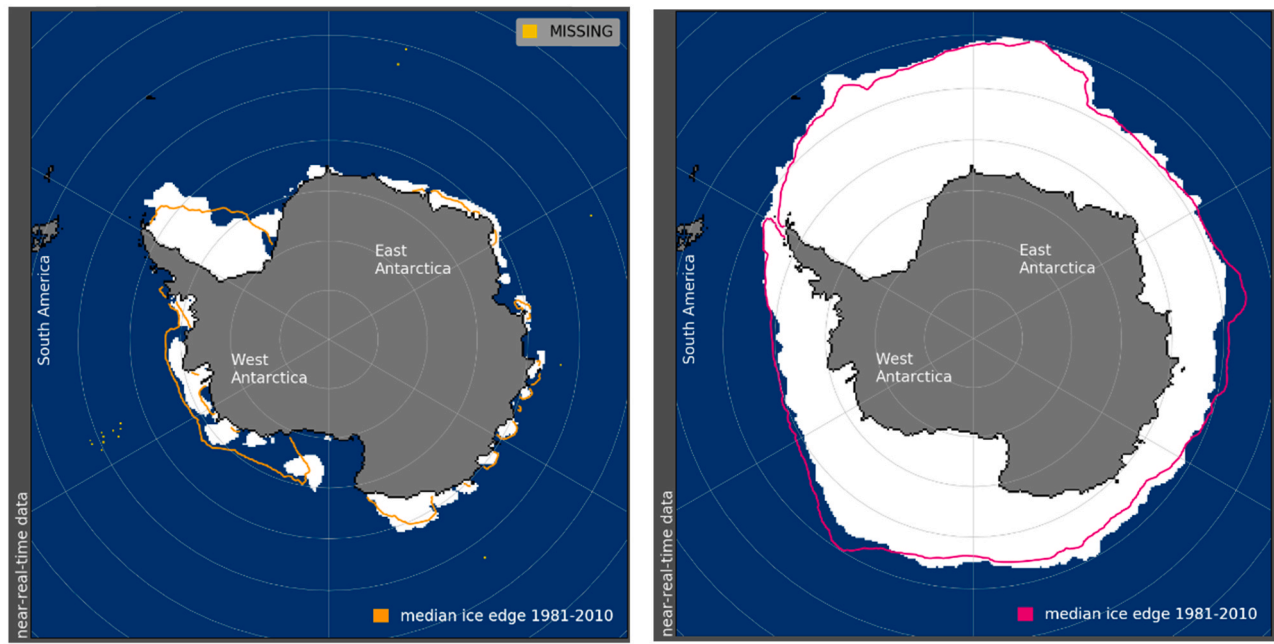 MISSING
East
Antarctica
West
Antarctica
South America
near-real-time data
median ice edge 1981-2010
East
Antarctica
West
Antarctica
South America
near-real-time data
median ice edge 1981-2010